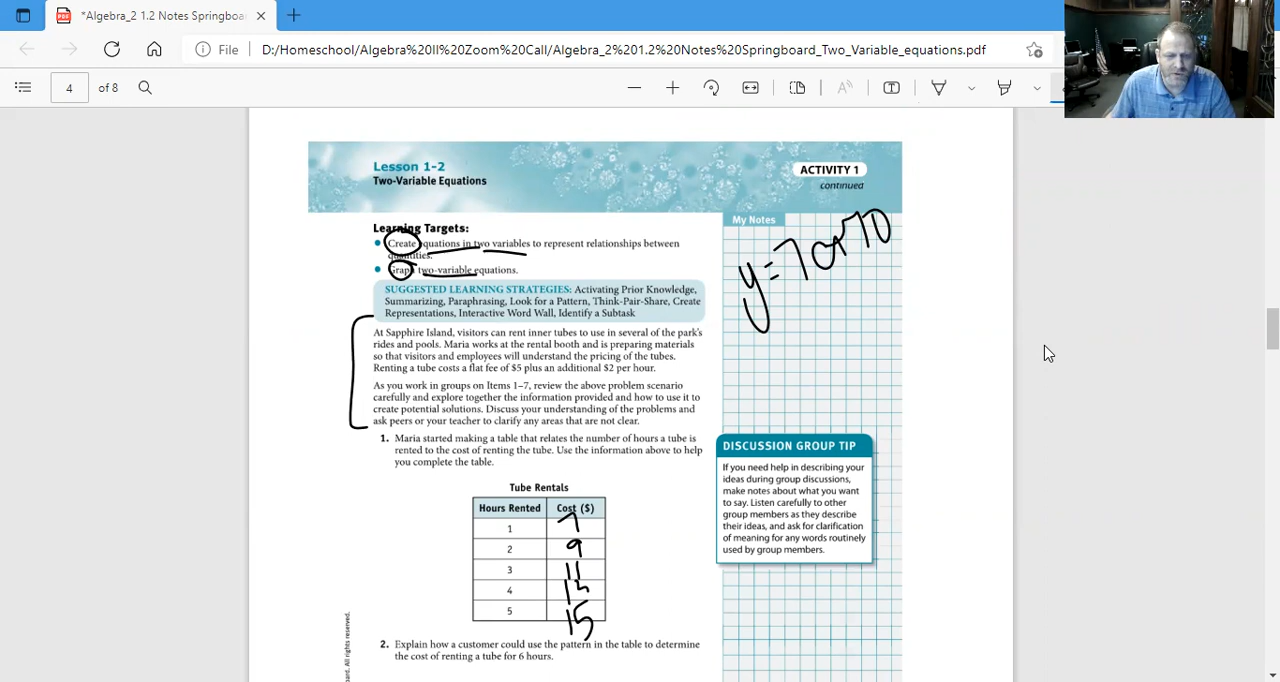 *Algebra_2 1.2 Notes Springboa
File
D:/Homeschool/Algebra%20II%20Zoom%20Call/Algebra_2%201.2%20Notes%20Springboard_Two_Variable_equations.pdf
4 of 8
Lesson 1-2
Two-Variable Equations
ACTIVITY 1
continued
My Notes
Learning Targets:
• Create equations in two variables to represent relationships between
quantities.
• Graph two-variable equations.
SUGGESTED LEARNING STRATEGIES: Activating Prior Knowledge,
Summarizing, Paraphrasing, Look for a Pattern, Think-Pair-Share, Create
Representations, Interactive Word Wall, Identify a Subtask
At Sapphire Island, visitors can rent inner tubes to use in several of the park's
rides and pools. Maria works at the rental booth and is preparing materials
so that visitors and employees will understand the pricing of the tubes.
Renting a tube costs a flat fee of $5 plus an additional $2 per hour.
As you work in groups on Items 1–7, review the above problem scenario
carefully and explore together the information provided and how to use it to
create potential solutions. Discuss your understanding of the problems and
ask peers or your teacher to clarify any areas that are not clear.
1. Maria started making a table that relates the number of hours a tube is
rented to the cost of renting the tube. Use the information above to help
you complete the table.
Tube Rentals
Hours Rented Cost ($)
1 7
2 9
3 11
4 13
5 15
2. Explain how a customer could use the pattern in the table to determine
the cost of renting a tube for 6 hours.
DISCUSSION GROUP TIP
If you need help in describing your
ideas during group discussions,
make notes about what you want
to say. Listen carefully to other
group members as they describe
their ideas, and ask for clarification
of meaning for any words routinely
used by group members.
board. All rights reserved.